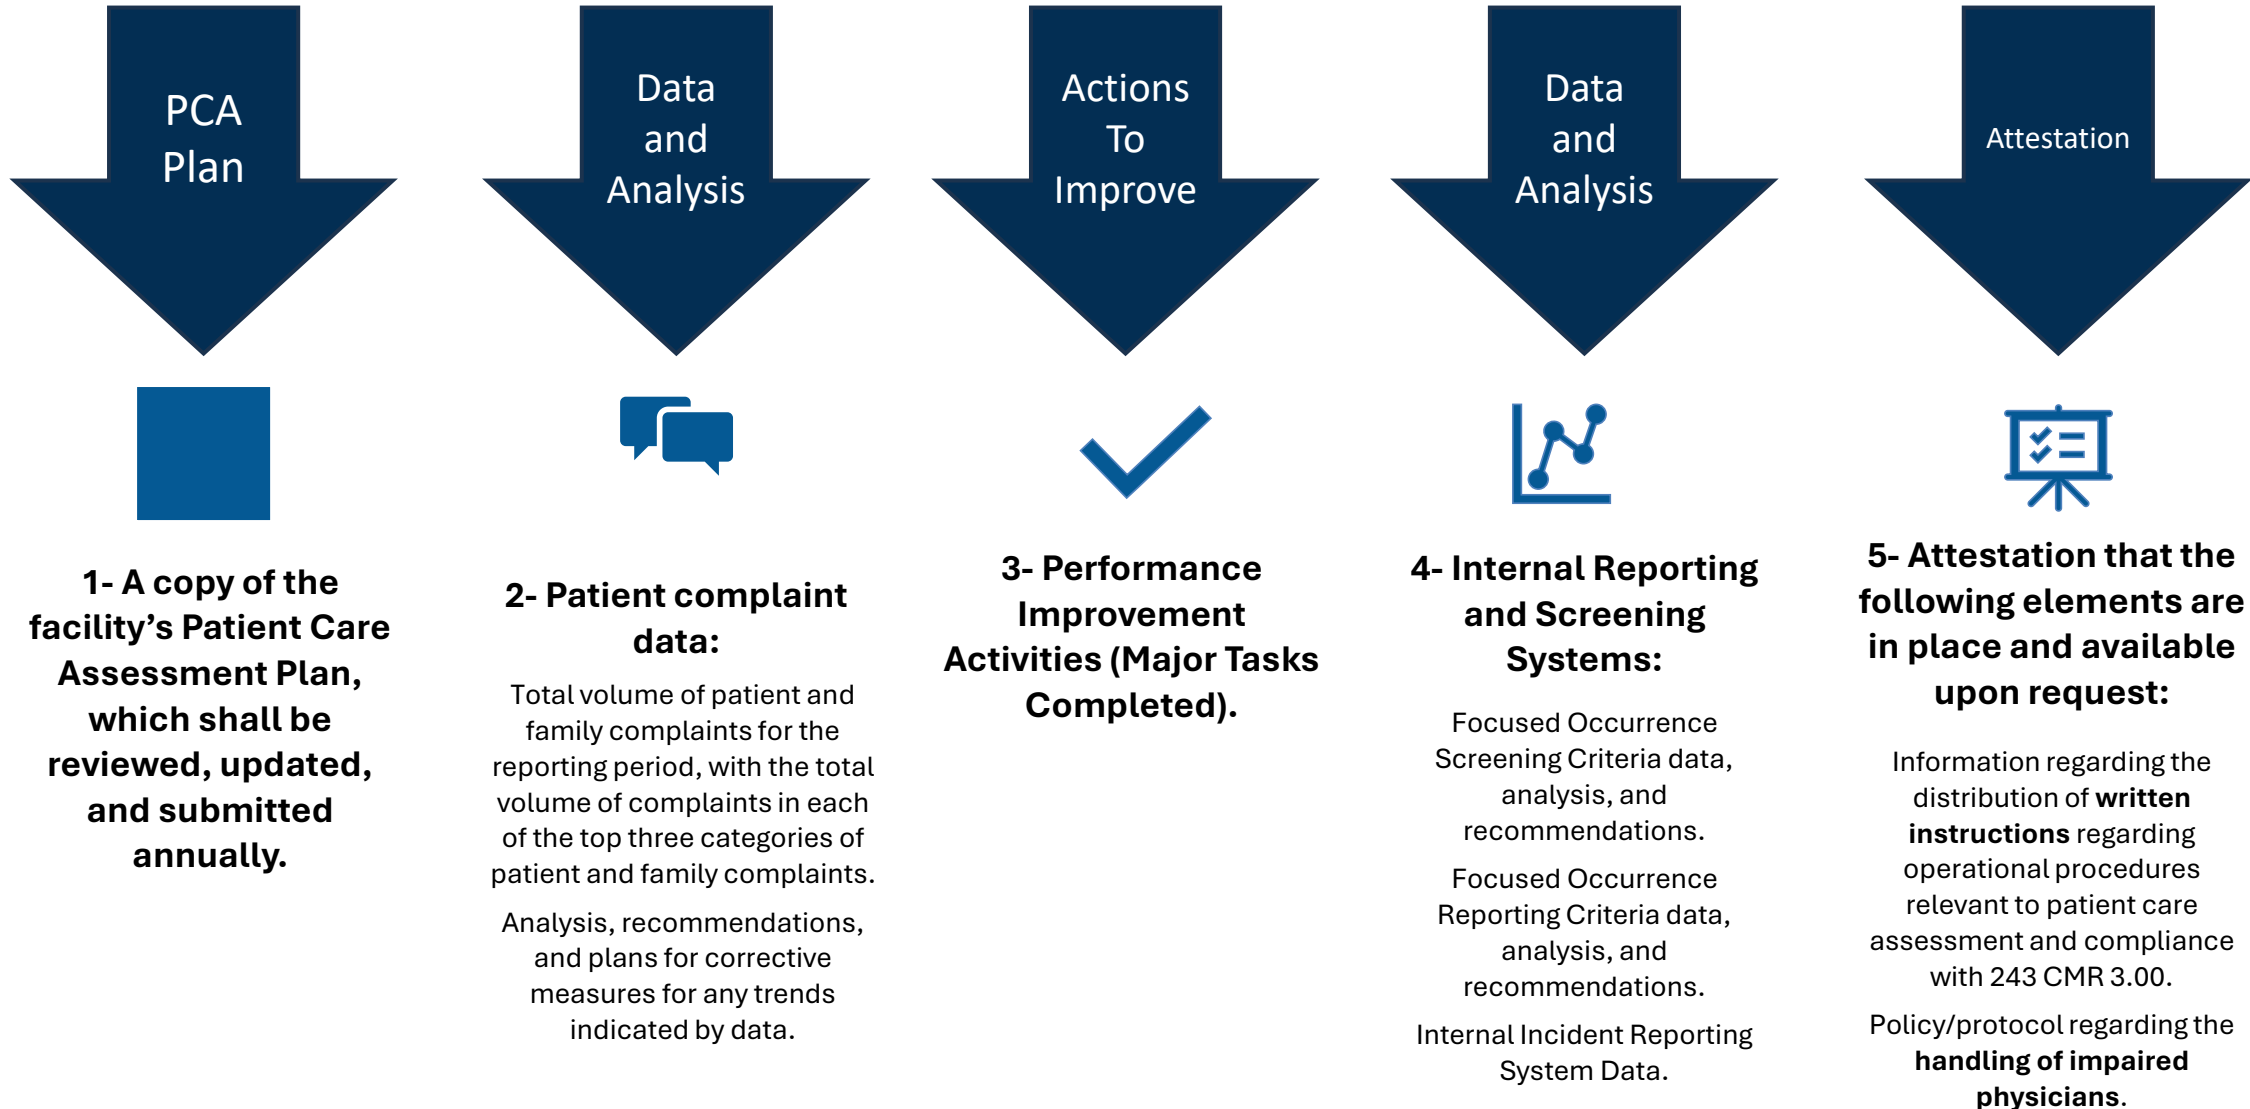 PCA
Plan
Data
and
Analysis
Actions
To
Improve
Data
and
Analysis
Attestation
1- A copy of the
facility’s Patient Care
Assessment Plan,
which shall be
reviewed, updated,
and submitted
annually.
2- Patient complaint
data:
Total volume of patient and
family complaints for the
reporting period, with the total
volume of complaints in each
of the top three categories of
patient and family complaints.
Analysis, recommendations,
and plans for corrective
measures for any trends
indicated by data.
3- Performance
Improvement
Activities (Major Tasks
Completed).
4- Internal Reporting
and Screening
Systems:
Focused Occurrence
Screening Criteria data,
analysis, and
recommendations.
Focused Occurrence
Reporting Criteria data,
analysis, and
recommendations.
Internal Incident Reporting
System Data.
5- Attestation that the
following elements are
in place and available
upon request:
Information regarding the
distribution of written
instructions regarding
operational procedures
relevant to patient care
assessment and compliance
with 243 CMR 3.00.
Policy/protocol regarding the
handling of impaired
physicians.